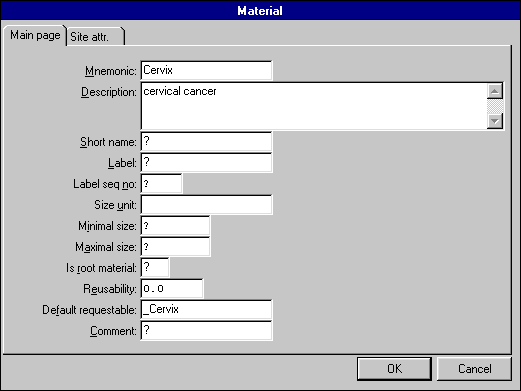 Material
Main page Site attr.
Mnemonic: Cervix
Description: cervical cancer
Short name: ?
Label: ?
Label seq no: ?
Size unit:
Minimal size: ?
Maximal size: ?
Is root material: ?
Reusability: 0.0
Default requestable: _Cervix
Comment: ?
OK Cancel